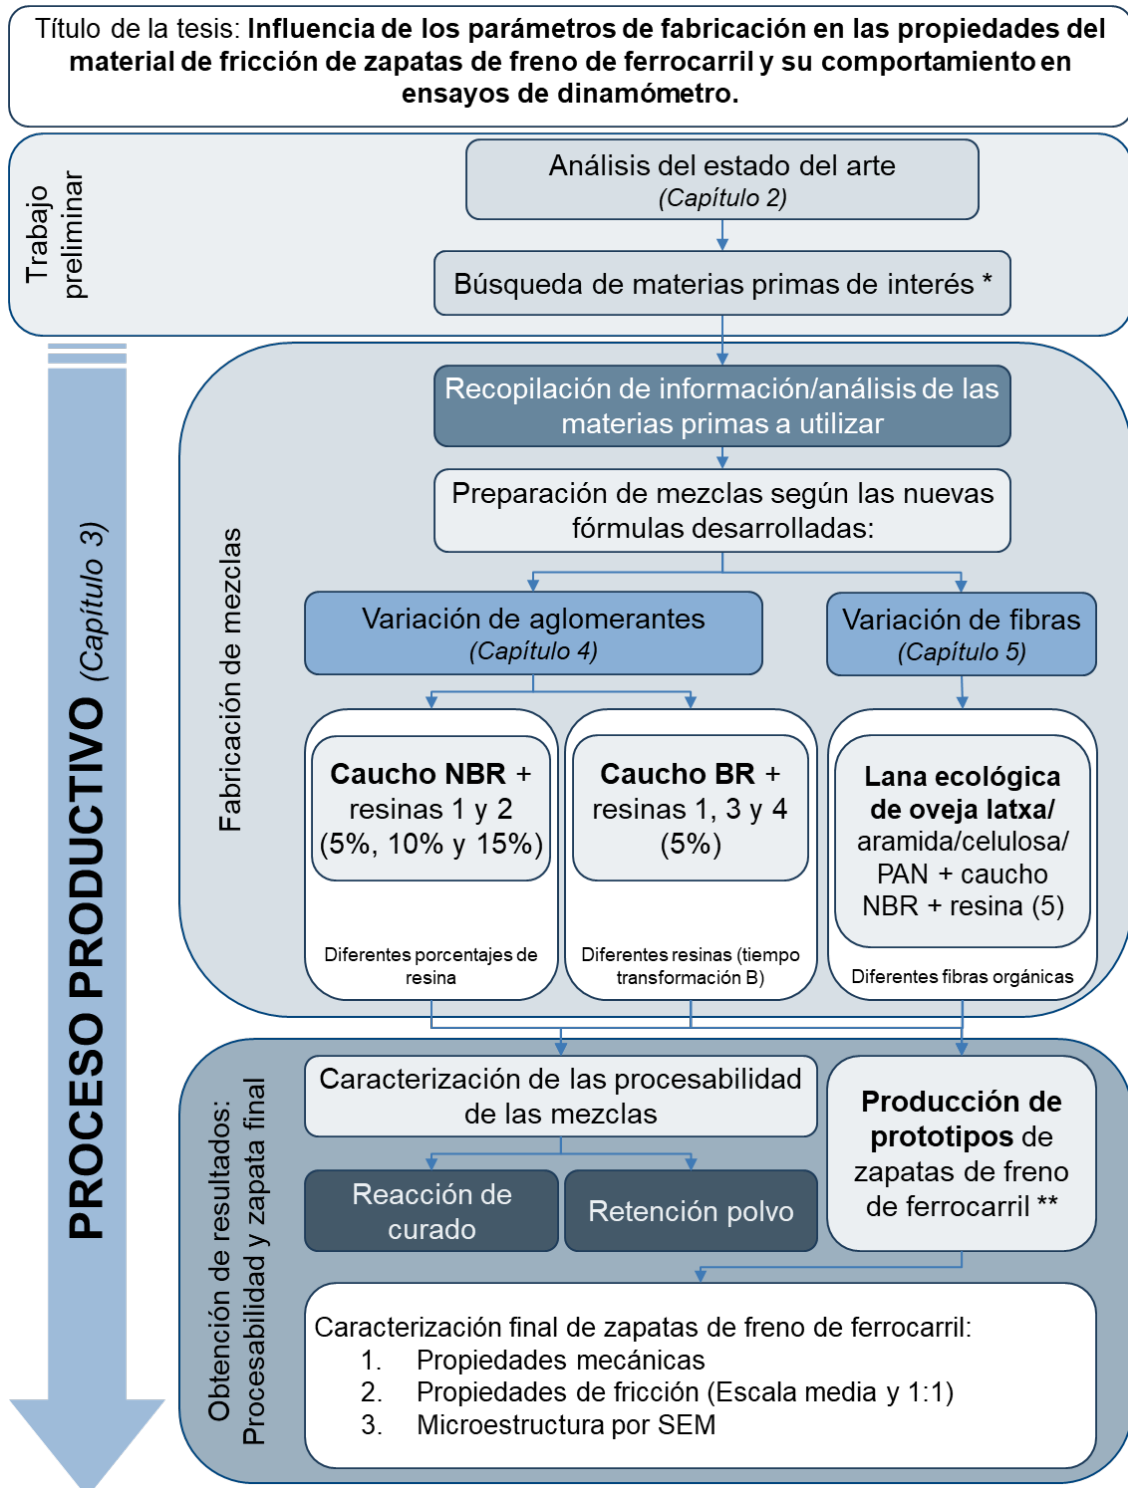 Título de la tesis: Influencia de los parámetros de fabricación en las propiedades del
material de fricción de zapatas de freno de ferrocarril y su comportamiento en
ensayos de dinamómetro.
Trabajo
preliminar
Análisis del estado del arte
(Capítulo 2)
Búsqueda de materias primas de interés *
PROCESO PRODUCTIVO (Capítulo 3)
Fabricación de mezclas
Recopilación de información/análisis de las
materias primas a utilizar
Preparación de mezclas según las nuevas
fórmulas desarrolladas:
Variación de aglomerantes
(Capítulo 4)
Variación de fibras
(Capítulo 5)
Caucho NBR +
resinas 1 y 2
(5%, 10% y 15%)
Diferentes porcentajes de
resina
Caucho BR +
resinas 1, 3 y 4
(5%)
Diferentes resinas (tiempo
transformación B)
Lana ecológica
de oveja latxa/
aramida/celulosa/
PAN + caucho
NBR + resina (5)
Diferentes fibras orgánicas
Obtención de resultados:
Procesabilidad y zapata final
Caracterización de las procesabilidad
de las mezclas
Reacción de
curado
Retención polvo
Producción de
prototipos de
zapatas de freno
de ferrocarril **
Caracterización final de zapatas de freno de ferrocarril:
1. Propiedades mecánicas
2. Propiedades de fricción (Escala media y 1:1)
3. Microestructura por SEM